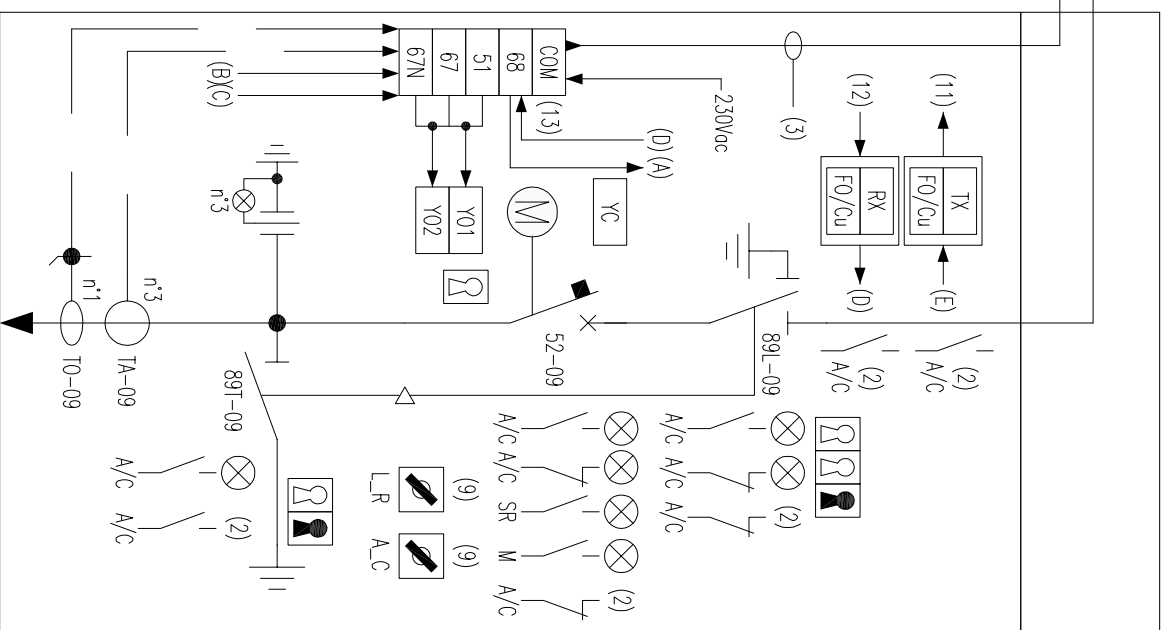 (B)(C)
67N
67
51
68
COM
(13)
230Vac
(3)
(D)(A)
(12)
(11)
RX
FO/Cu
TX
FO/Cu
(D)
(E)
YC
M
YO2
YO1
n°3
n°1
n°3
TO-09
TA-09
89T-09
52-09
89L-09
A/C
(2)
A/C
(2)
A/C
A/C
A/C
(2)
A/C
A/C
SR
M
A/C
(2)
L_R
(9)
A_C
(9)
A/C
A/C
(2)